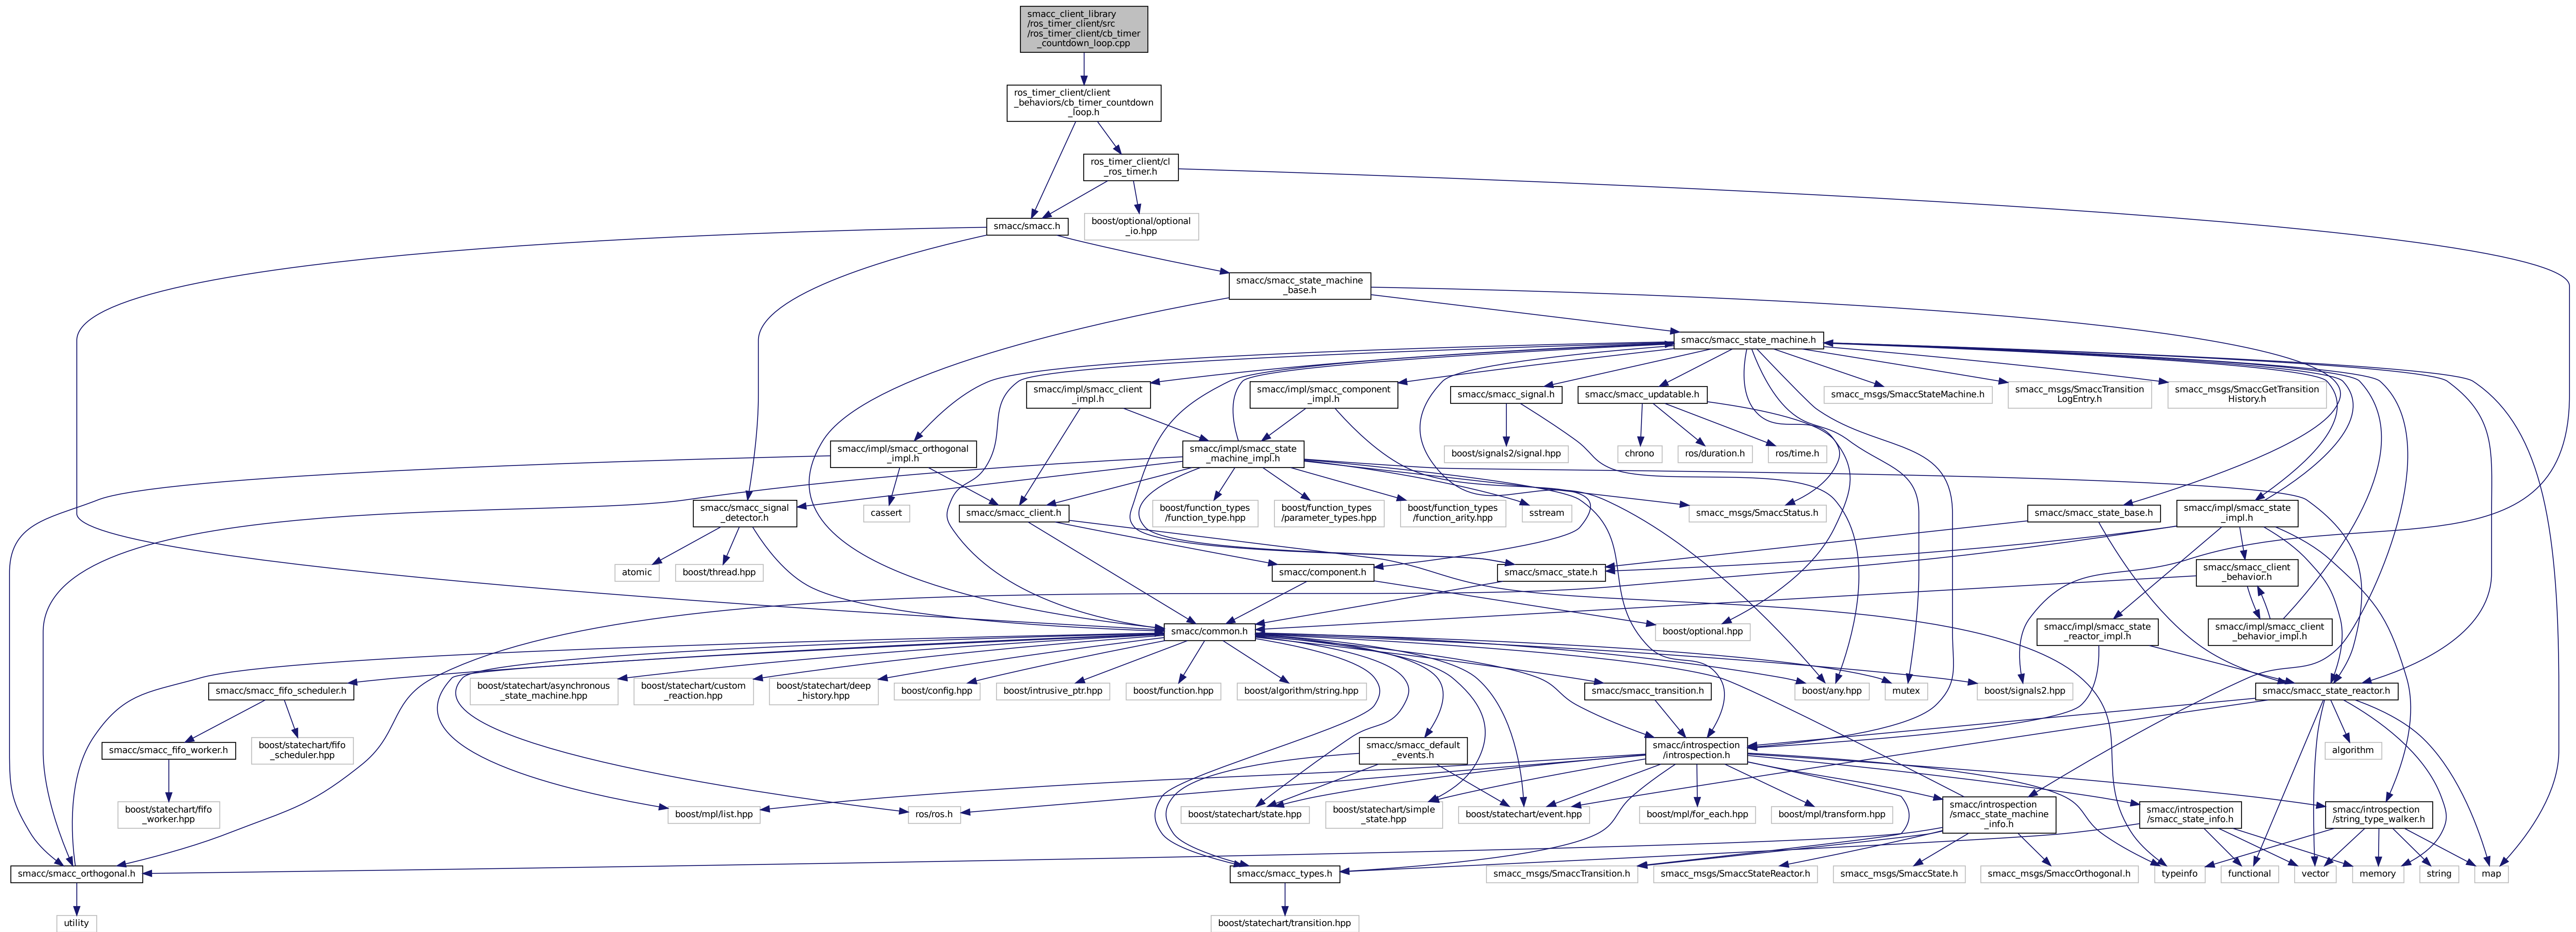 smacc_client_library
/ros_timer_client/src
/ros_timer_client/cb_timer
_countdown_loop.cpp
ros_timer_client/client
_behaviors/cb_timer_countdown
_loop.h
ros_timer_client/cl
_ros_timer.h
smacc/smacc.h
boost/optional/optional
_io.hpp
smacc/smacc_state_machine
_base.h
smacc/smacc_state_machine.h
smacc/impl/smacc_client
_impl.h
smacc/impl/smacc_component
_impl.h
smacc/smacc_signal.h
smacc/smacc_updatable.h
smacc_msgs/SmaccStateMachine.h
smacc_msgs/SmaccTransition
LogEntry.h
smacc_msgs/SmaccGetTransition
History.h
smacc/impl/smacc_orthogonal
_impl.h
smacc/impl/smacc_state
_machine_impl.h
boost/signals2/signal.hpp
chrono
ros/duration.h
ros/time.h
smacc/smacc_signal
_detector.h
cassert
smacc/smacc_client.h
boost/function_types
/function_type.hpp
boost/function_types
/parameter_types.hpp
boost/function_types
/function_arity.hpp
sstream
smacc_msgs/SmaccStatus.h
smacc/smacc_state_base.h
smacc/impl/smacc_state
_impl.h
atomic
boost/thread.hpp
smacc/component.h
smacc/smacc_state.h
smacc/smacc_client
_behavior.h
smacc/common.h
boost/optional.hpp
smacc/impl/smacc_state
_reactor_impl.h
smacc/impl/smacc_client
_behavior_impl.h
smacc/smacc_fifo_scheduler.h
boost/statechart/asynchronous
_state_machine.hpp
boost/statechart/custom
_reaction.hpp
boost/statechart/deep
_history.hpp
boost/config.hpp
boost/intrusive_ptr.hpp
boost/function.hpp
boost/algorithm/string.hpp
smacc/smacc_transition.h
boost/any.hpp
mutex
boost/signals2.hpp
smacc/smacc_state_reactor.h
smacc/smacc_fifo_worker.h
boost/statechart/fifo
_scheduler.hpp
smacc/smacc_default
_events.h
smacc/introspection
/introspection.h
algorithm
boost/statechart/fifo
_worker.hpp
boost/mpl/list.hpp
ros/ros.h
boost/statechart/state.hpp
boost/statechart/simple
_state.hpp
boost/statechart/event.hpp
boost/mpl/for_each.hpp
boost/mpl/transform.hpp
smacc/introspection
/smacc_state_machine
_info.h
smacc/introspection
/smacc_state_info.h
smacc/introspection
/string_type_walker.h
smacc/smacc_orthogonal.h
smacc/smacc_types.h
smacc_msgs/SmaccTransition.h
smacc_msgs/SmaccStateReactor.h
smacc_msgs/SmaccState.h
smacc_msgs/SmaccOrthogonal.h
typeinfo
functional
vector
memory
string
map
utility
boost/statechart/transition.hpp